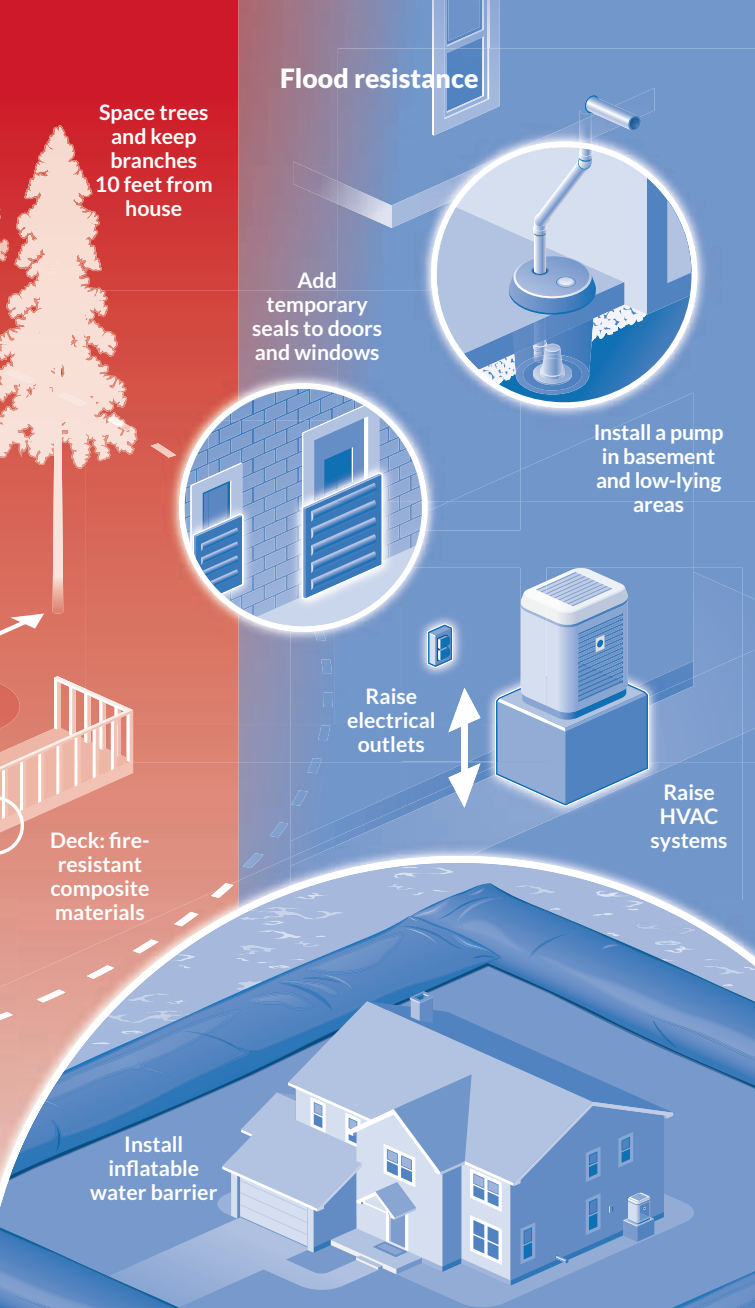 Flood resistance
Space trees
and keep
branches
10 feet from
house
Add
temporary
seals to doors
and windows
Install a pump
in basement
and low-lying
areas
Raise
electrical
outlets
Raise
HVAC
systems
Deck: fire-
resistant
composite
materials
Install
inflatable
water barrier